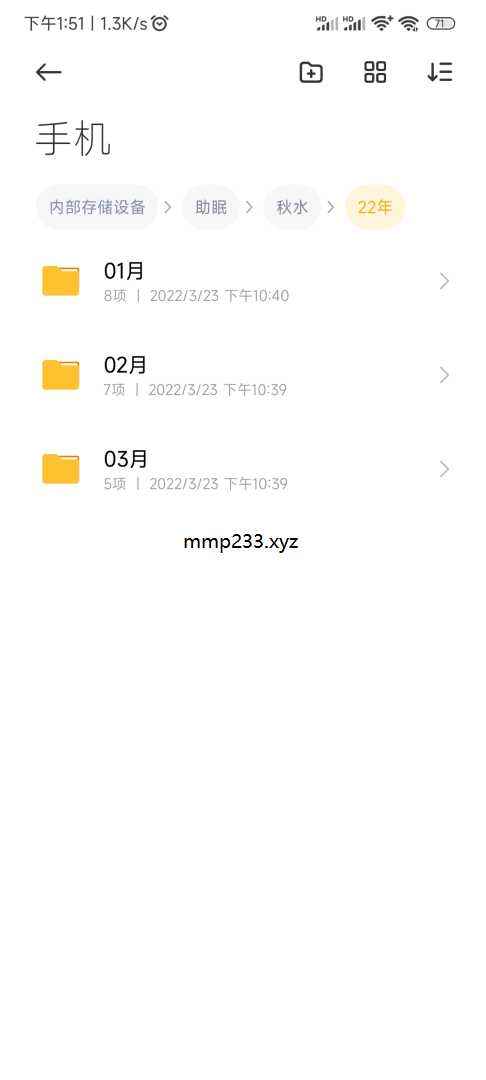 下午1:51 | 1.3K/s HD HD 71
手机
内部存储设备 > 助眠 > 秋水 > 22年
01月
8项 | 2022/3/23 下午10:40
02月
7项 | 2022/3/23 下午10:39
03月
5项 | 2022/3/23 下午10:39
mmp233.xyz